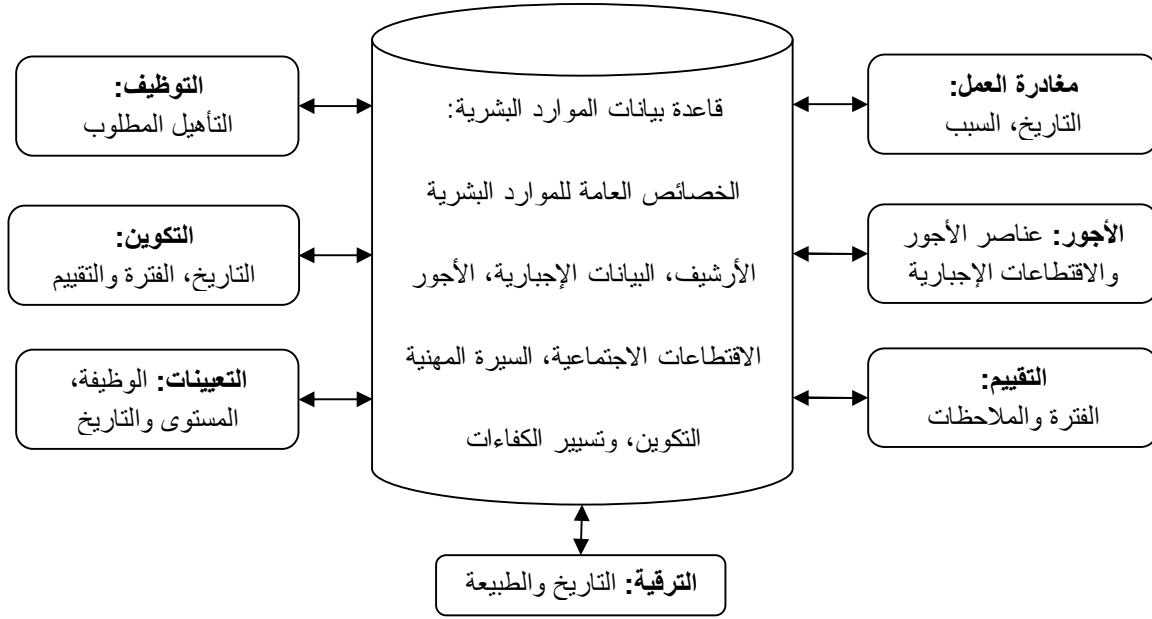 مغادرة العمل:
التاريخ، السبب
التوظيف:
التأهيل المطلوب
قاعدة بيانات الموارد البشرية:
الخصائص العامة للموارد البشرية
الأرشيف، البيانات الإجبارية، الأجور
الاقتطاعات الاجتماعية، السيرة المهنية
التكوين، وتسيير الكفاءات
الأجور: عناصر الأجور
والاقتطاعات الإجبارية
التكوين:
التاريخ، الفترة والتقييم
التقييم:
الفترة والملاحظات
التعيينات: الوظيفة،
المستوى والتاريخ
الترقية: التاريخ والطبيعة